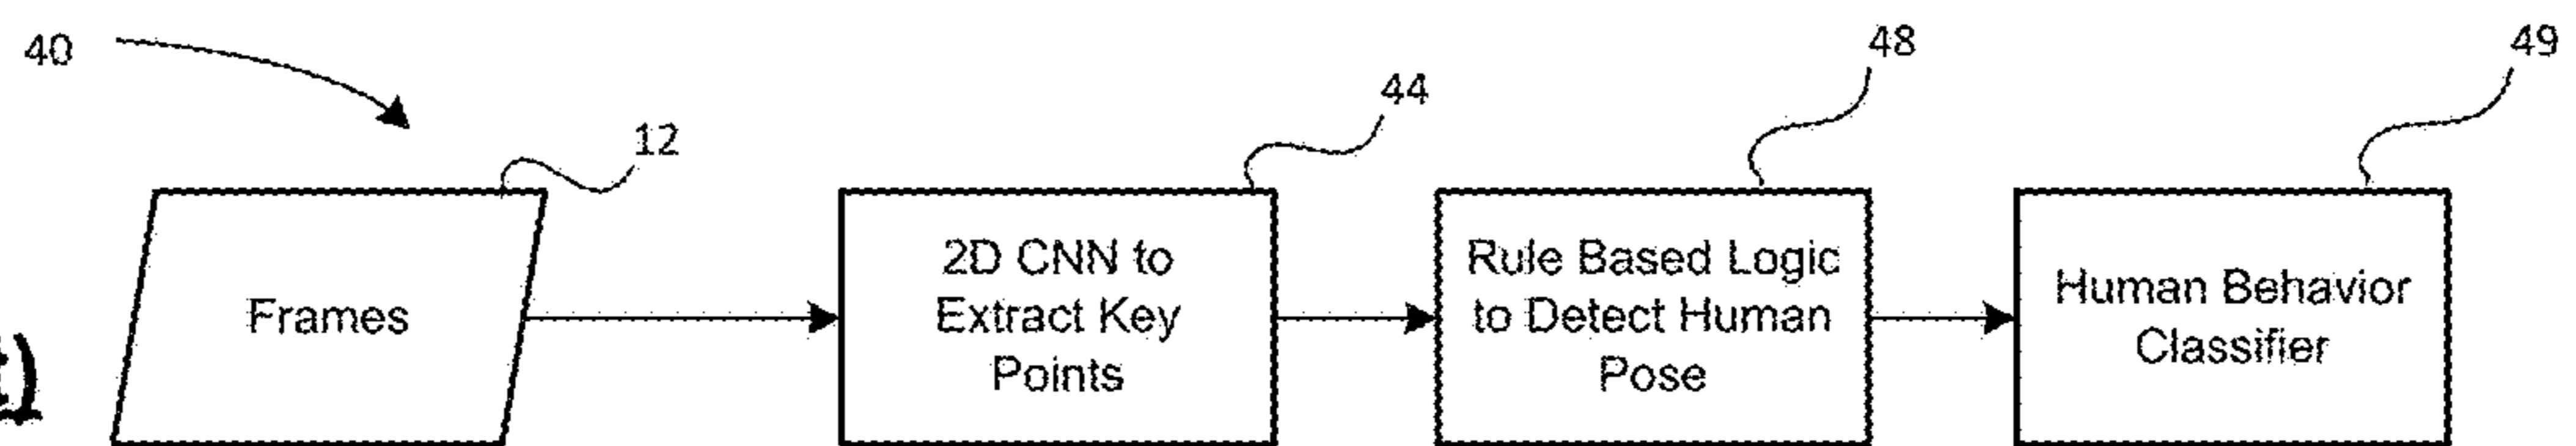 40
12
44
48
49
Frames
2D CNN to
Extract Key
Points
Rule Based Logic
to Detect Human
Pose
Human Behavior
Classifier